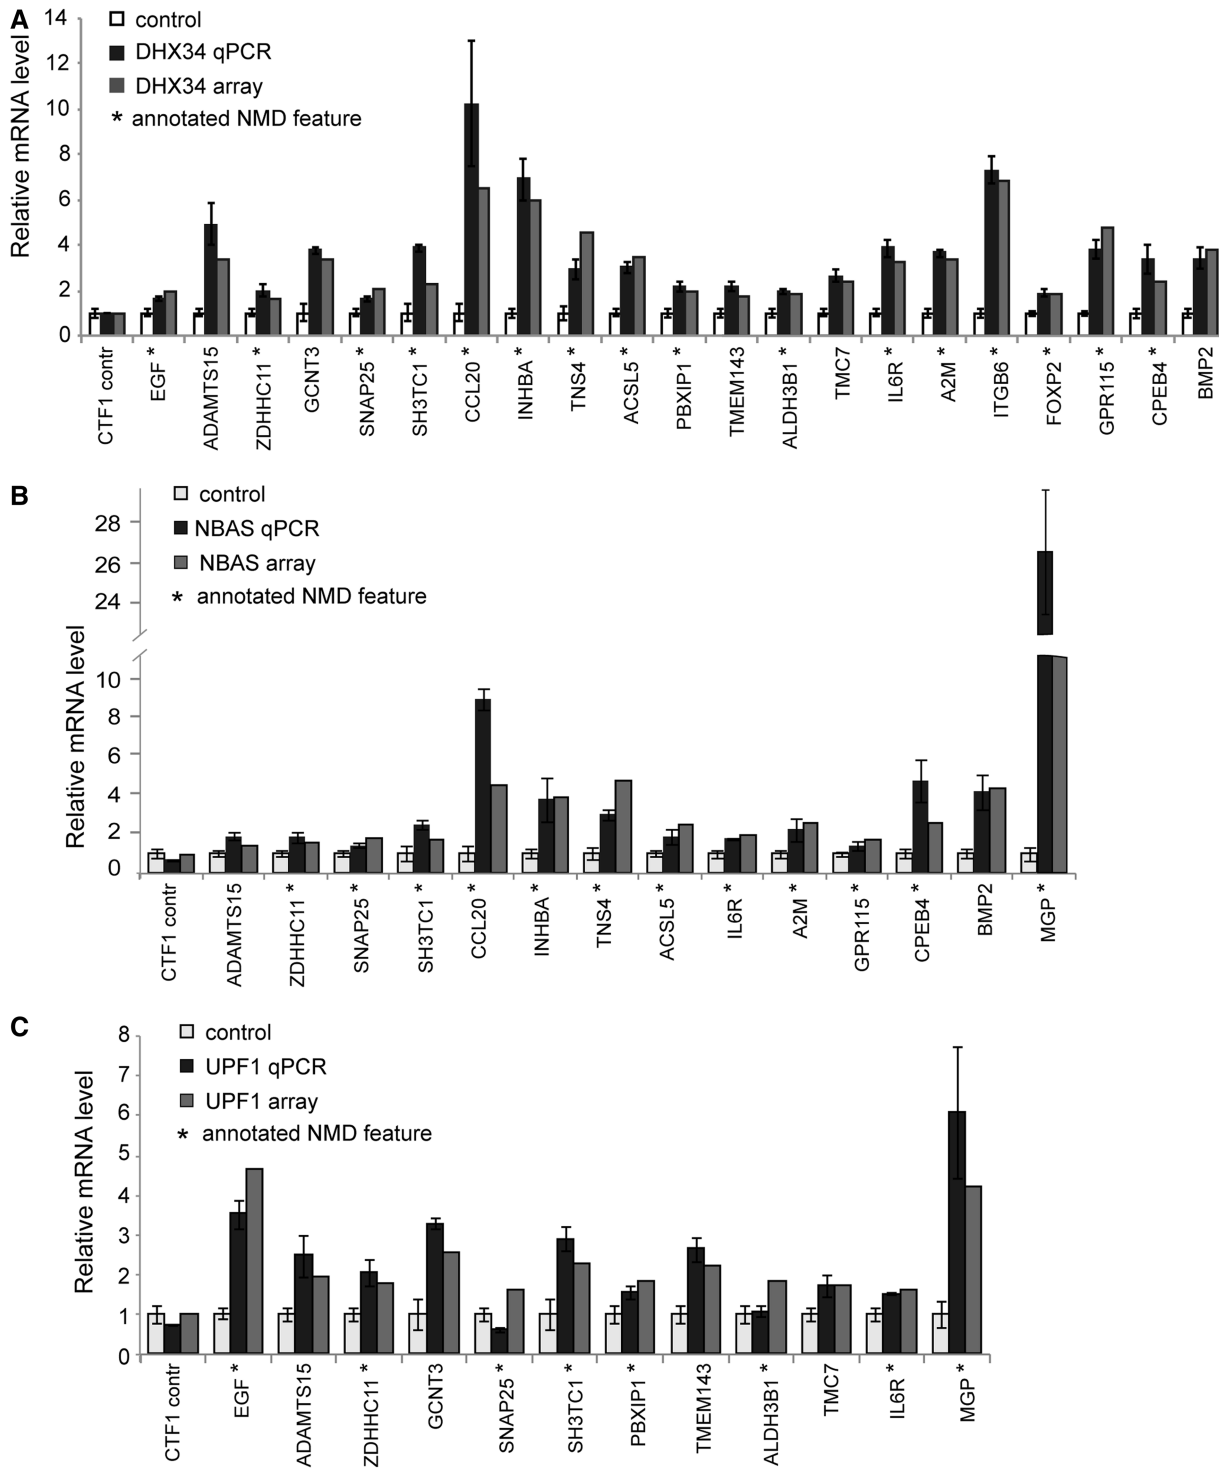 A
Relative mRNA level
14
12
10
8
6
4
2
0
control
DHX34 qPCR
DHX34 array
* annotated NMD feature
CTF1 contr
EGF *
ADAMTS15
ZDHHC11 *
GCNT3
SNAP25 *
SH3TC1 *
CCL20 *
INHBA *
TNS4 *
ACSL5 *
PBXIP1 *
TMEM143
ALDH3B1 *
TMC7
IL6R *
A2M *
ITGB6 *
FOXP2 *
GPR115 *
CPEB4 *
BMP2
B
Relative mRNA level
28
26
24
10
8
6
4
2
0
control
NBAS qPCR
NBAS array
* annotated NMD feature
CTF1 contr
ADAMTS15
ZDHHC11 *
SNAP25 *
SH3TC1 *
CCL20 *
INHBA *
TNS4 *
ACSL5 *
IL6R *
A2M *
GPR115 *
CPEB4 *
BMP2
MGP *
C
Relative mRNA level
8
7
6
5
4
3
2
1
0
control
UPF1 qPCR
UPF1 array
* annotated NMD feature
CTF1 contr
EGF *
ADAMTS15
ZDHHC11 *
GCNT3
SNAP25 *
SH3TC1 *
PBXIP1 *
TMEM143
ALDH3B1 *
TMC7
IL6R *
MGP *